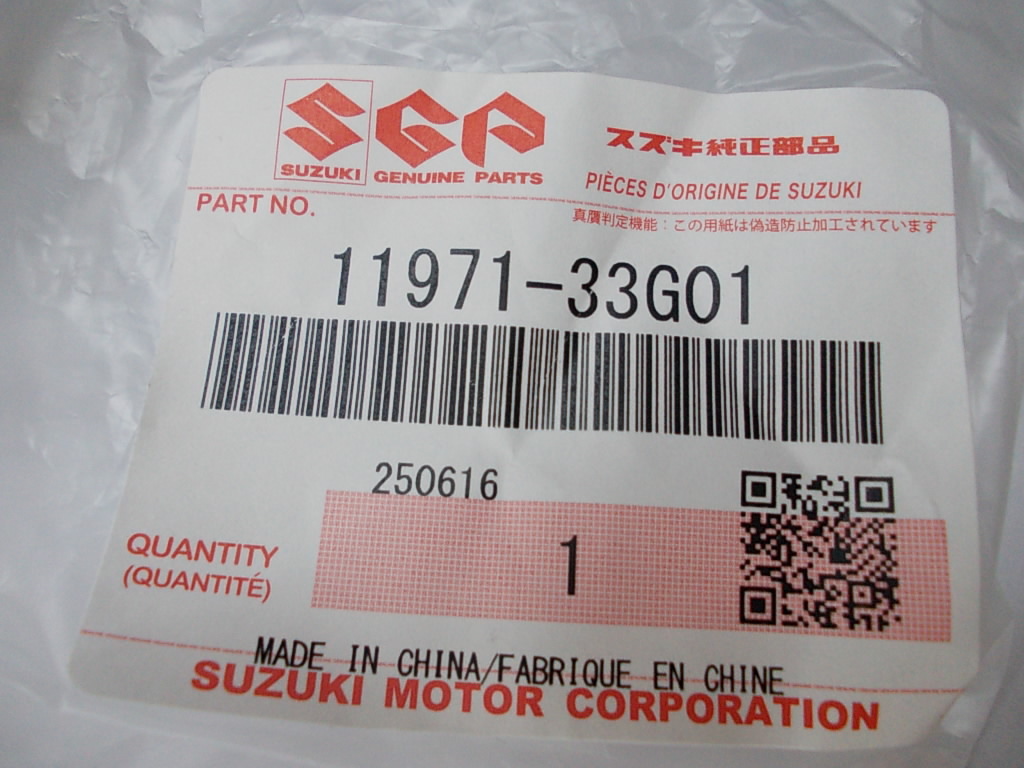 SGP
スズキ純正部品
SUZUKI
GENUINE PARTS
PIÈCES D'ORIGINE DE SUZUKI
PART NO.
真贋判定機能：この用紙は偽造防止加工されています
11971-33G01
250616
QUANTITY
(QUANTITÉ)
1
MADE IN CHINA/FABRIQUE EN CHINE
SUZUKI MOTOR CORPORATION